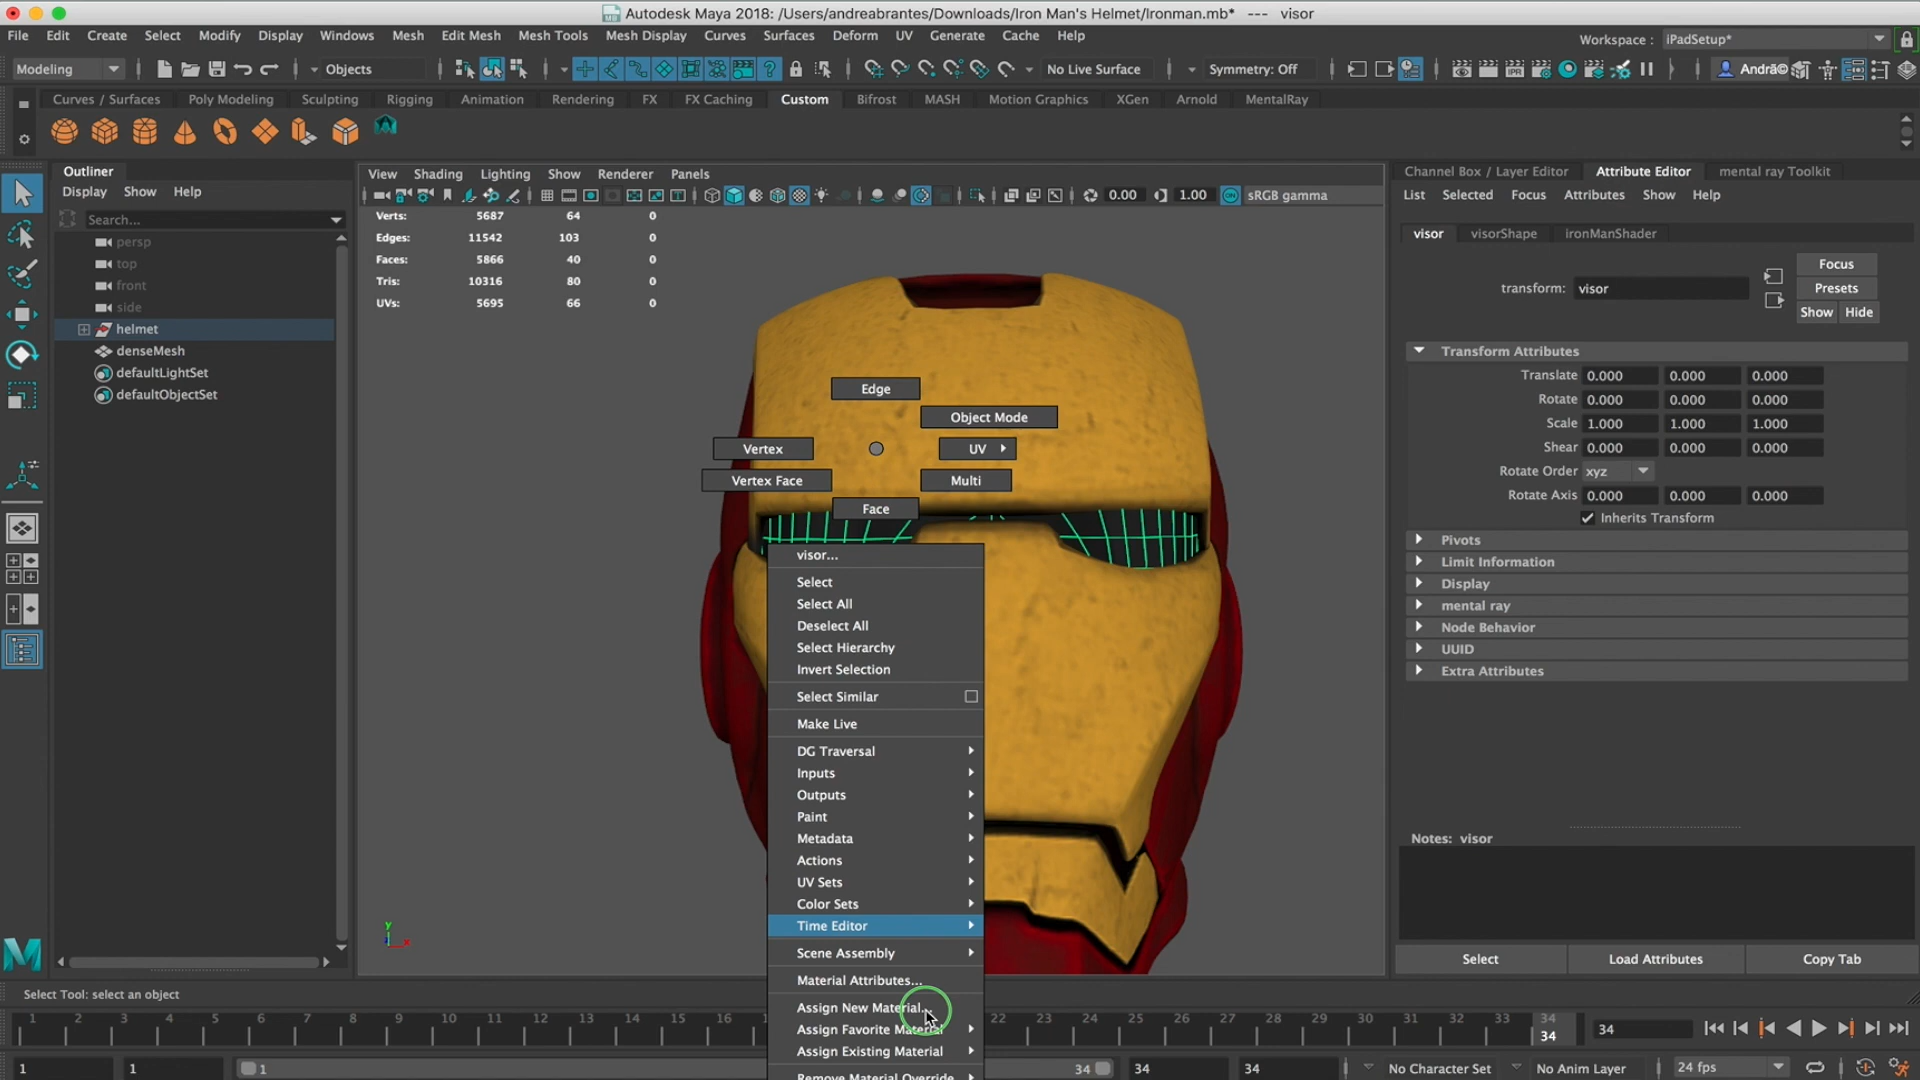 Autodesk Maya 2018: /Users/andreabrantes/Downloads/Iron Man's Helmet/Ironman.mb* --- visor
File Edit Create Select Modify Display Windows Mesh Edit Mesh Mesh Tools Mesh Display Curves Surfaces Deform UV Generate Cache Help
Workspace : iPadSetup*
Modeling Objects No Live Surface Symmetry: Off IPR Andrã©
Curves / Surfaces Poly Modeling Sculpting Rigging Animation Rendering FX FX Caching Custom Bifrost MASH Motion Graphics XGen Arnold MentalRay
Outliner
Display Show Help
Search...
persp
top
front
side
helmet
denseMesh
defaultLightSet
defaultObjectSet
View Shading Lighting Show Renderer Panels
0.00 1.00 sRGB gamma
Verts: 5687 64 0
Edges: 11542 103 0
Faces: 5866 40 0
Tris: 10316 80 0
UVs: 5695 66 0
Edge
Object Mode
Vertex
UV
Vertex Face
Multi
Face
visor...
Select
Select All
Deselect All
Select Hierarchy
Invert Selection
Select Similar
Make Live
DG Traversal
Inputs
Outputs
Paint
Metadata
Actions
UV Sets
Color Sets
Time Editor
Scene Assembly
Material Attributes...
Assign New Material...
Assign Favorite Material
Assign Existing Material
Remove Material Override
y x
Channel Box / Layer Editor Attribute Editor mental ray Toolkit
List Selected Focus Attributes Show Help
visor visorShape ironManShader
transform: visor
Focus
Presets
Show Hide
Transform Attributes
Translate 0.000 0.000 0.000
Rotate 0.000 0.000 0.000
Scale 1.000 1.000 1.000
Shear 0.000 0.000 0.000
Rotate Order xyz
Rotate Axis 0.000 0.000 0.000
Inherits Transform
Pivots
Limit Information
Display
mental ray
Node Behavior
UUID
Extra Attributes
Notes: visor
Select Load Attributes Copy Tab
Select Tool: select an object
1 2 3 4 5 6 7 8 9 10 11 12 13 14 15 16 22 23 24 25 26 27 28 29 30 31 32 33 34
34 34
1 1 1 34 34 34 No Character Set No Anim Layer 24 fps